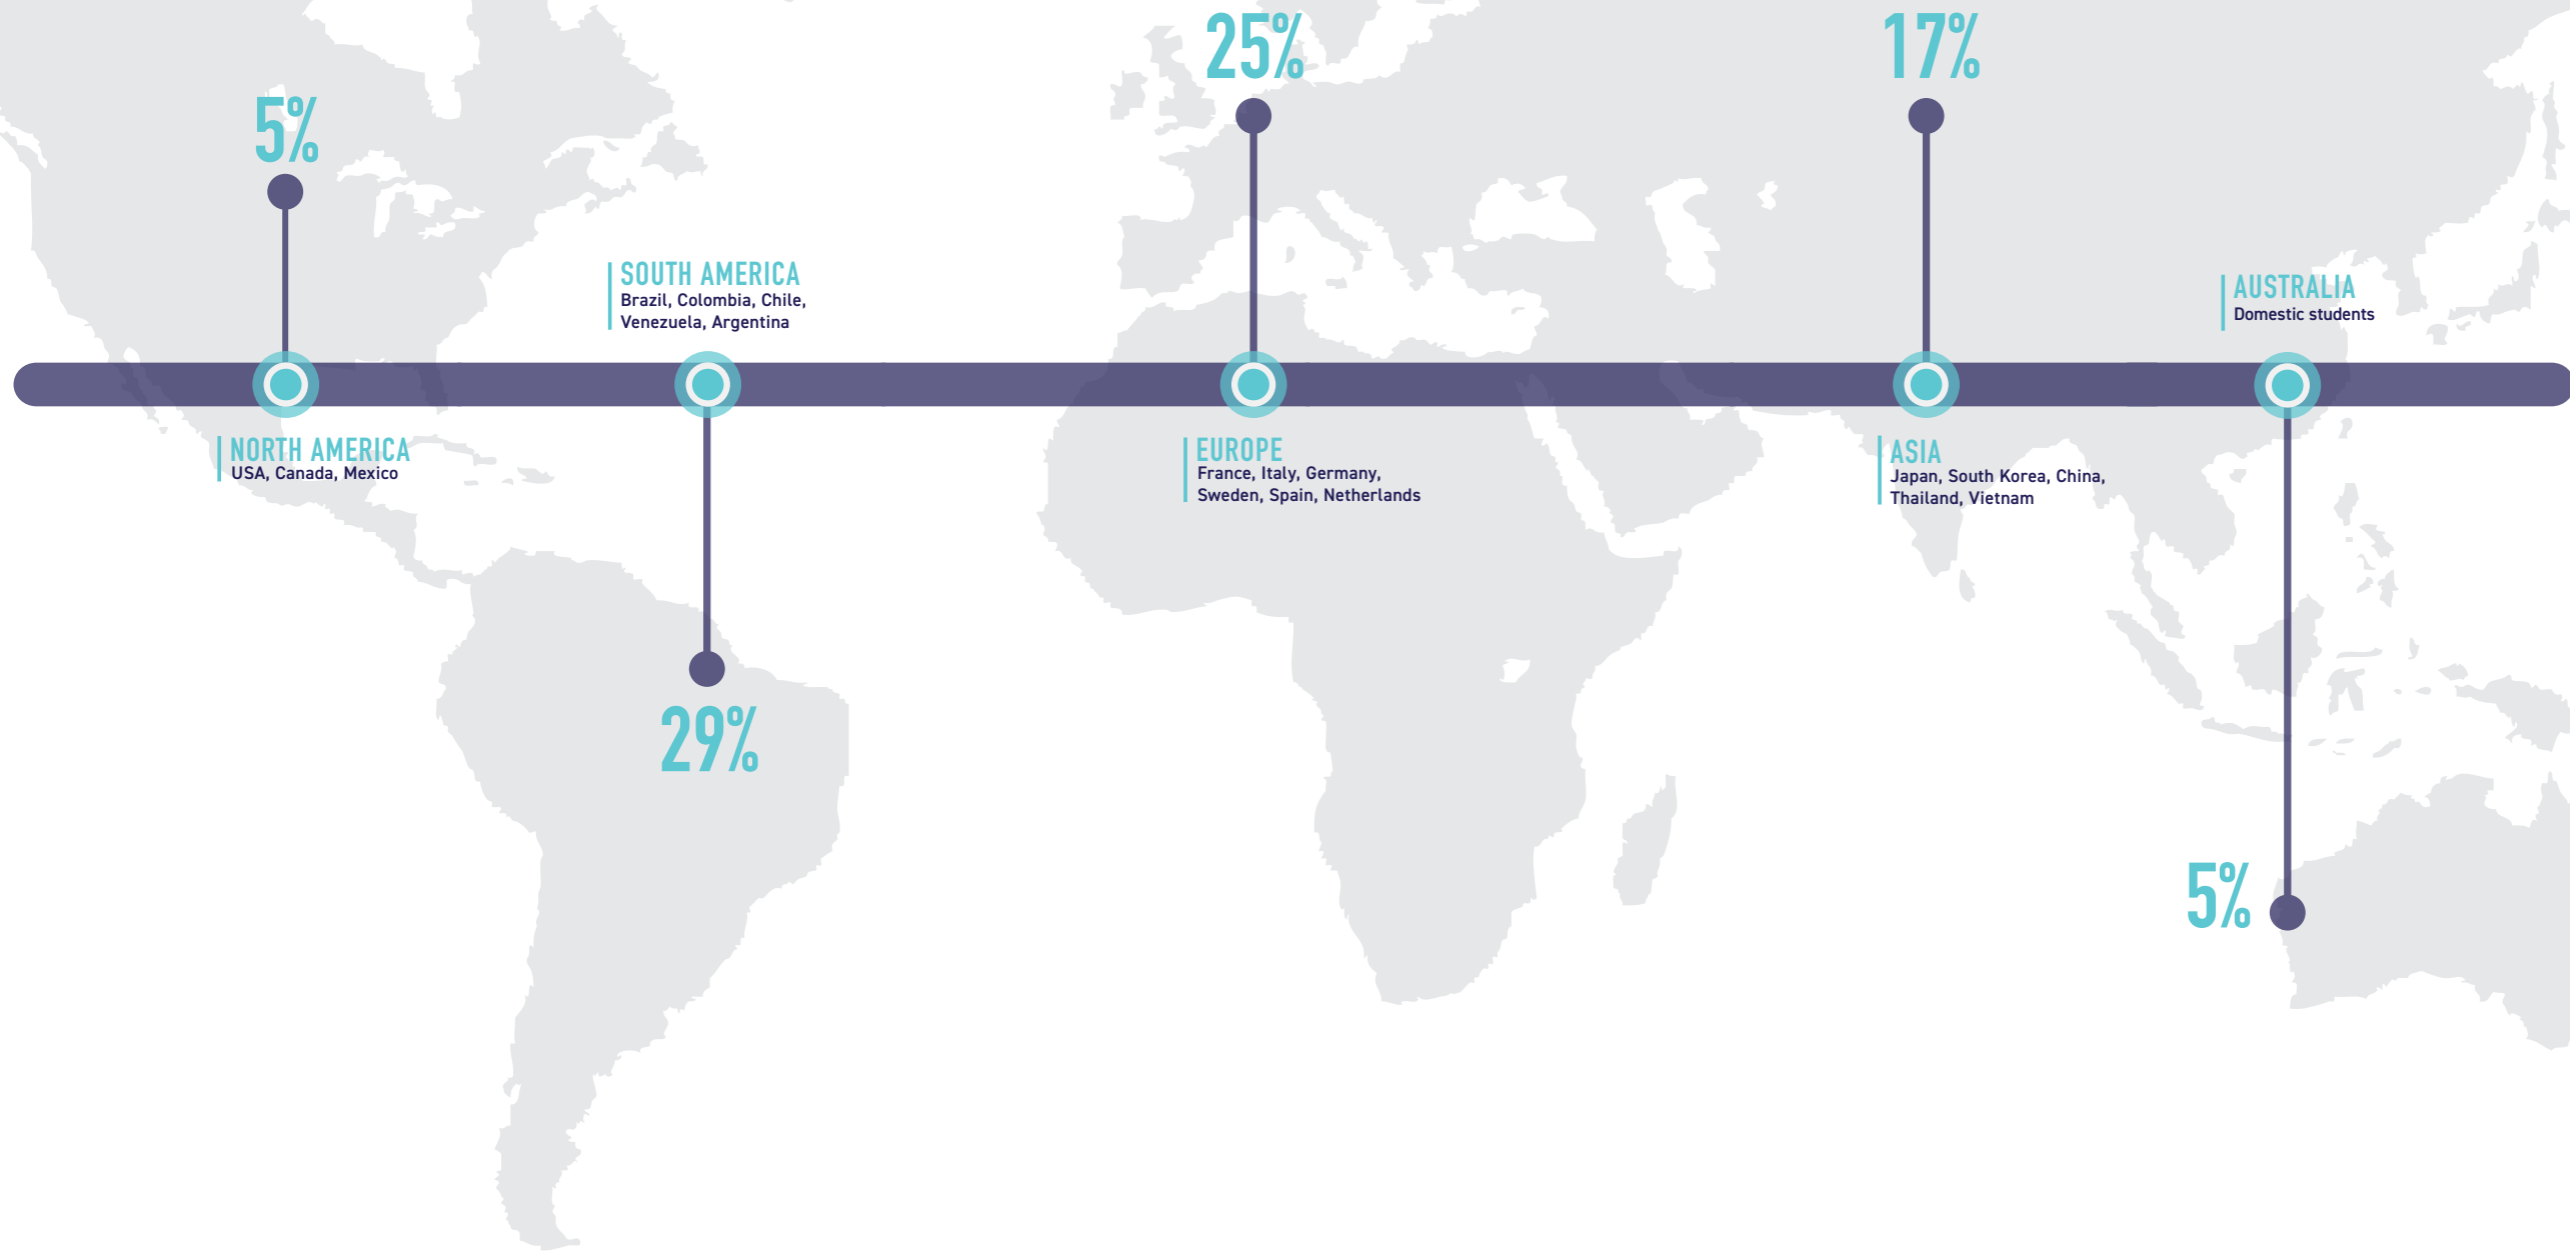 25%
17%
5%
SOUTH AMERICA
Brazil, Colombia, Chile,
Venezuela, Argentina
AUSTRALIA
Domestic students
NORTH AMERICA
USA, Canada, Mexico
EUROPE
France, Italy, Germany,
Sweden, Spain, Netherlands
ASIA
Japan, South Korea, China,
Thailand, Vietnam
29%
5%